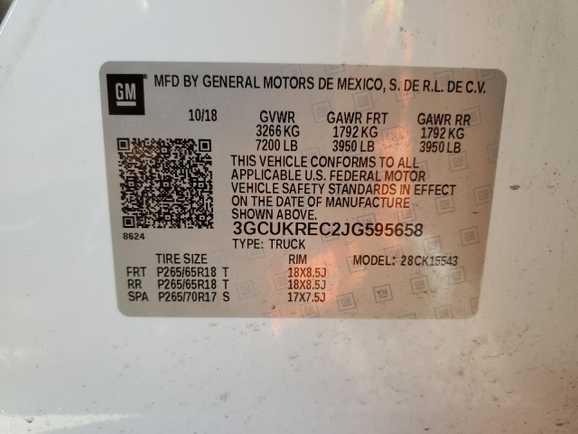 GM MFD BY GENERAL MOTORS DE MEXICO, S. DE R.L. DE C.V.
10/18 GVWR GAWR FRT GAWR RR
3266 KG 1792 KG 1792 KG
7200 LB 3950 LB 3950 LB
THIS VEHICLE CONFORMS TO ALL
APPLICABLE U.S. FEDERAL MOTOR
VEHICLE SAFETY STANDARDS IN EFFECT
ON THE DATE OF MANUFACTURE
SHOWN ABOVE.
8624 3GCUKREC2JG595658
TYPE: TRUCK
TIRE SIZE RIM MODEL: 28CK15543
FRT P265/65R18 T 18X8.5J
RR P265/65R18 T 18X8.5J
SPA P265/70R17 S 17X7.5J